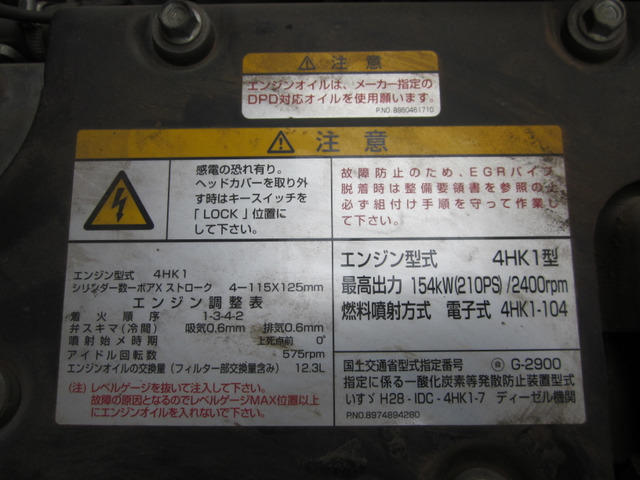 ⚠ 注意
エンジンオイルは、メーカー指定の
DPD対応オイルを使用願います。
P.NO. 8980461710
⚠ 注意
感電の恐れ有り。
ヘッドカバーを取り外
す時はキースイッチを
「LOCK」位置に
して下さい。
故障防止のため、EGRパイプ
脱着時は整備要領書を参照の上
必ず組付け手順を守って作業し
て下さい。
エンジン型式 4HK1
シリンダー数ーボアX ストローク 4ー115X125mm
エンジン調整表
着火順序 1-3-4-2
弁スキマ(冷間) 吸気0.6mm 排気0.6mm
噴射始メ時期 上死点前 0°
アイドル回転数 575rpm
エンジンオイルの交換量(フィルター部交換量含み) 12.3L
(注)レベルゲージを抜いて注入して下さい。
故障の原因となるのでレベルゲージMAX位置以上
にエンジンオイルを入れないで下さい。
エンジン型式 4HK1型
最高出力 154kW(210PS)/2400rpm
燃料噴射方式 電子式 4HK1-104
国土交通省型式指定番号 G-2900
指定に係る一酸化炭素等発散防止装置型式
いすゞ H28-IDC-4HK1-7 ディーゼル機関
P.NO.8974894280